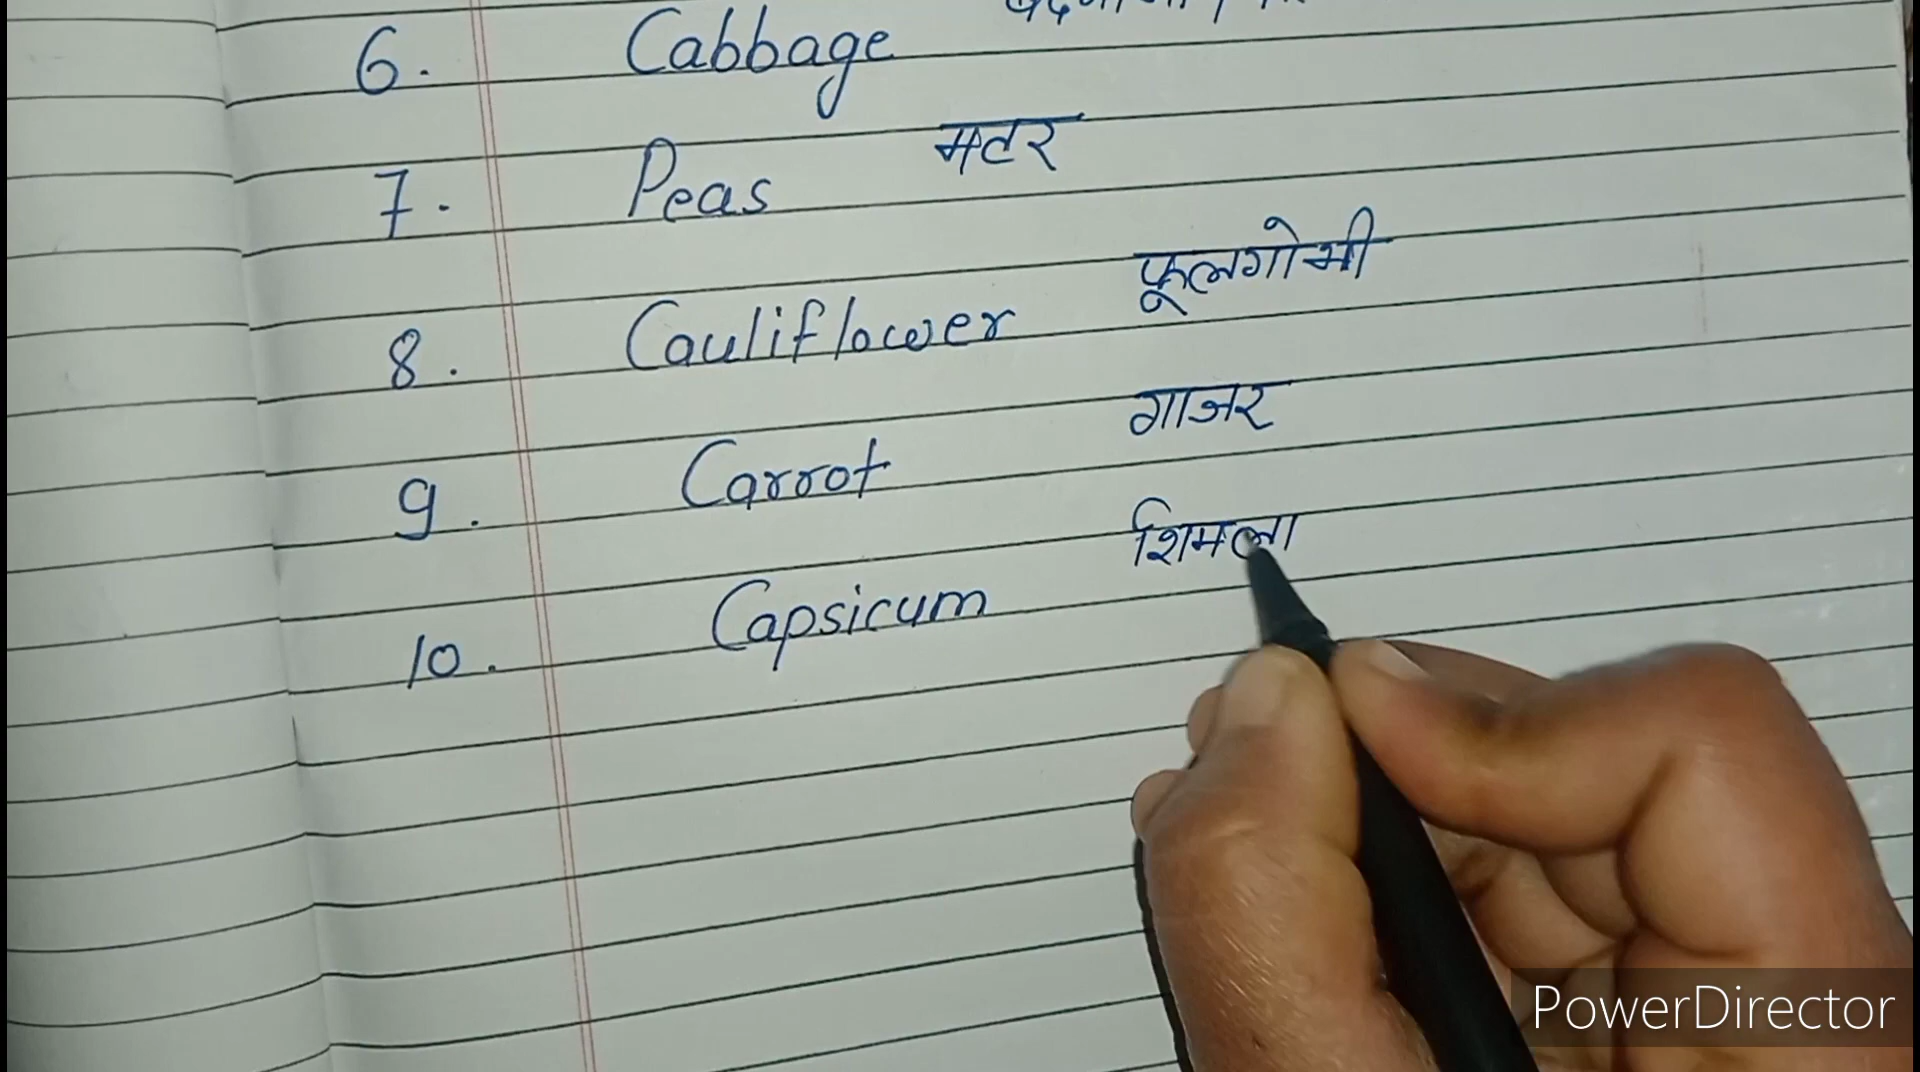 6. Cabbage
7. Peas मटर
8. Cauliflower फूलगोभी
9. Carrot गाजर
10. Capsicum शिमला
PowerDirector